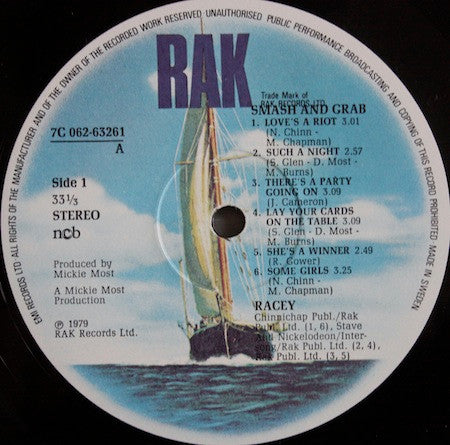 EMI RECORDS LTD ALL RIGHTS OF THE MANUFACTURER AND OF THE OWNER OF THE RECORDED WORK RESERVED · UNAUTHORISED PUBLIC PERFORMANCE BROADCASTING AND COPYING OF THIS RECORD PROHIBITED MADE IN SWEDEN
RAK
Trade Mark of
RAK RECORDS LTD.
7C 062-63261
A
Side 1
33⅓
STEREO
ncb
Produced by
Mickie Most
A Mickie Most
Production
℗ 1979
RAK Records Ltd.
SMASH AND GRAB
1. LOVE'S A RIOT 3.01
(N. Chinn -
M. Chapman)
2. SUCH A NIGHT 2.57
(S. Glen - D. Most -
M. Burns)
3. THERE'S A PARTY
GOING ON 3.09
(J. Cameron)
4. LAY YOUR CARDS
ON THE TABLE 3.09
(S. Glen - D. Most -
M. Burns)
5. SHE'S A WINNER 2.49
(R. Gower)
6. SOME GIRLS 3.25
(N. Chinn -
M. Chapman)
RACEY
Chinnichap Publ./Rak
Publ. Ltd. (1, 6), Stave
And Nickelodeon/Inter-
song/Rak Publ. Ltd. (2, 4),
Rak Publ. Ltd. (3, 5)